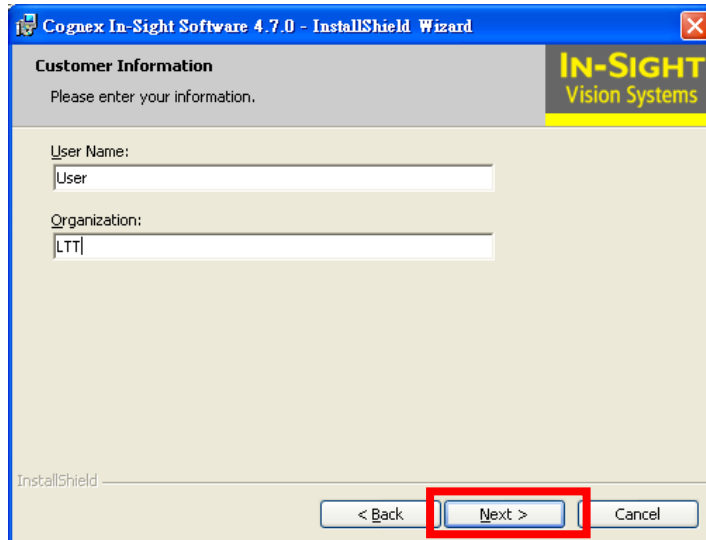 Cognex In-Sight Software 4.7.0 - InstallShield Wizard
Customer Information
Please enter your information.
IN-SIGHT
Vision Systems
User Name:
User
Organization:
LTT
InstallShield
< Back
Next >
Cancel